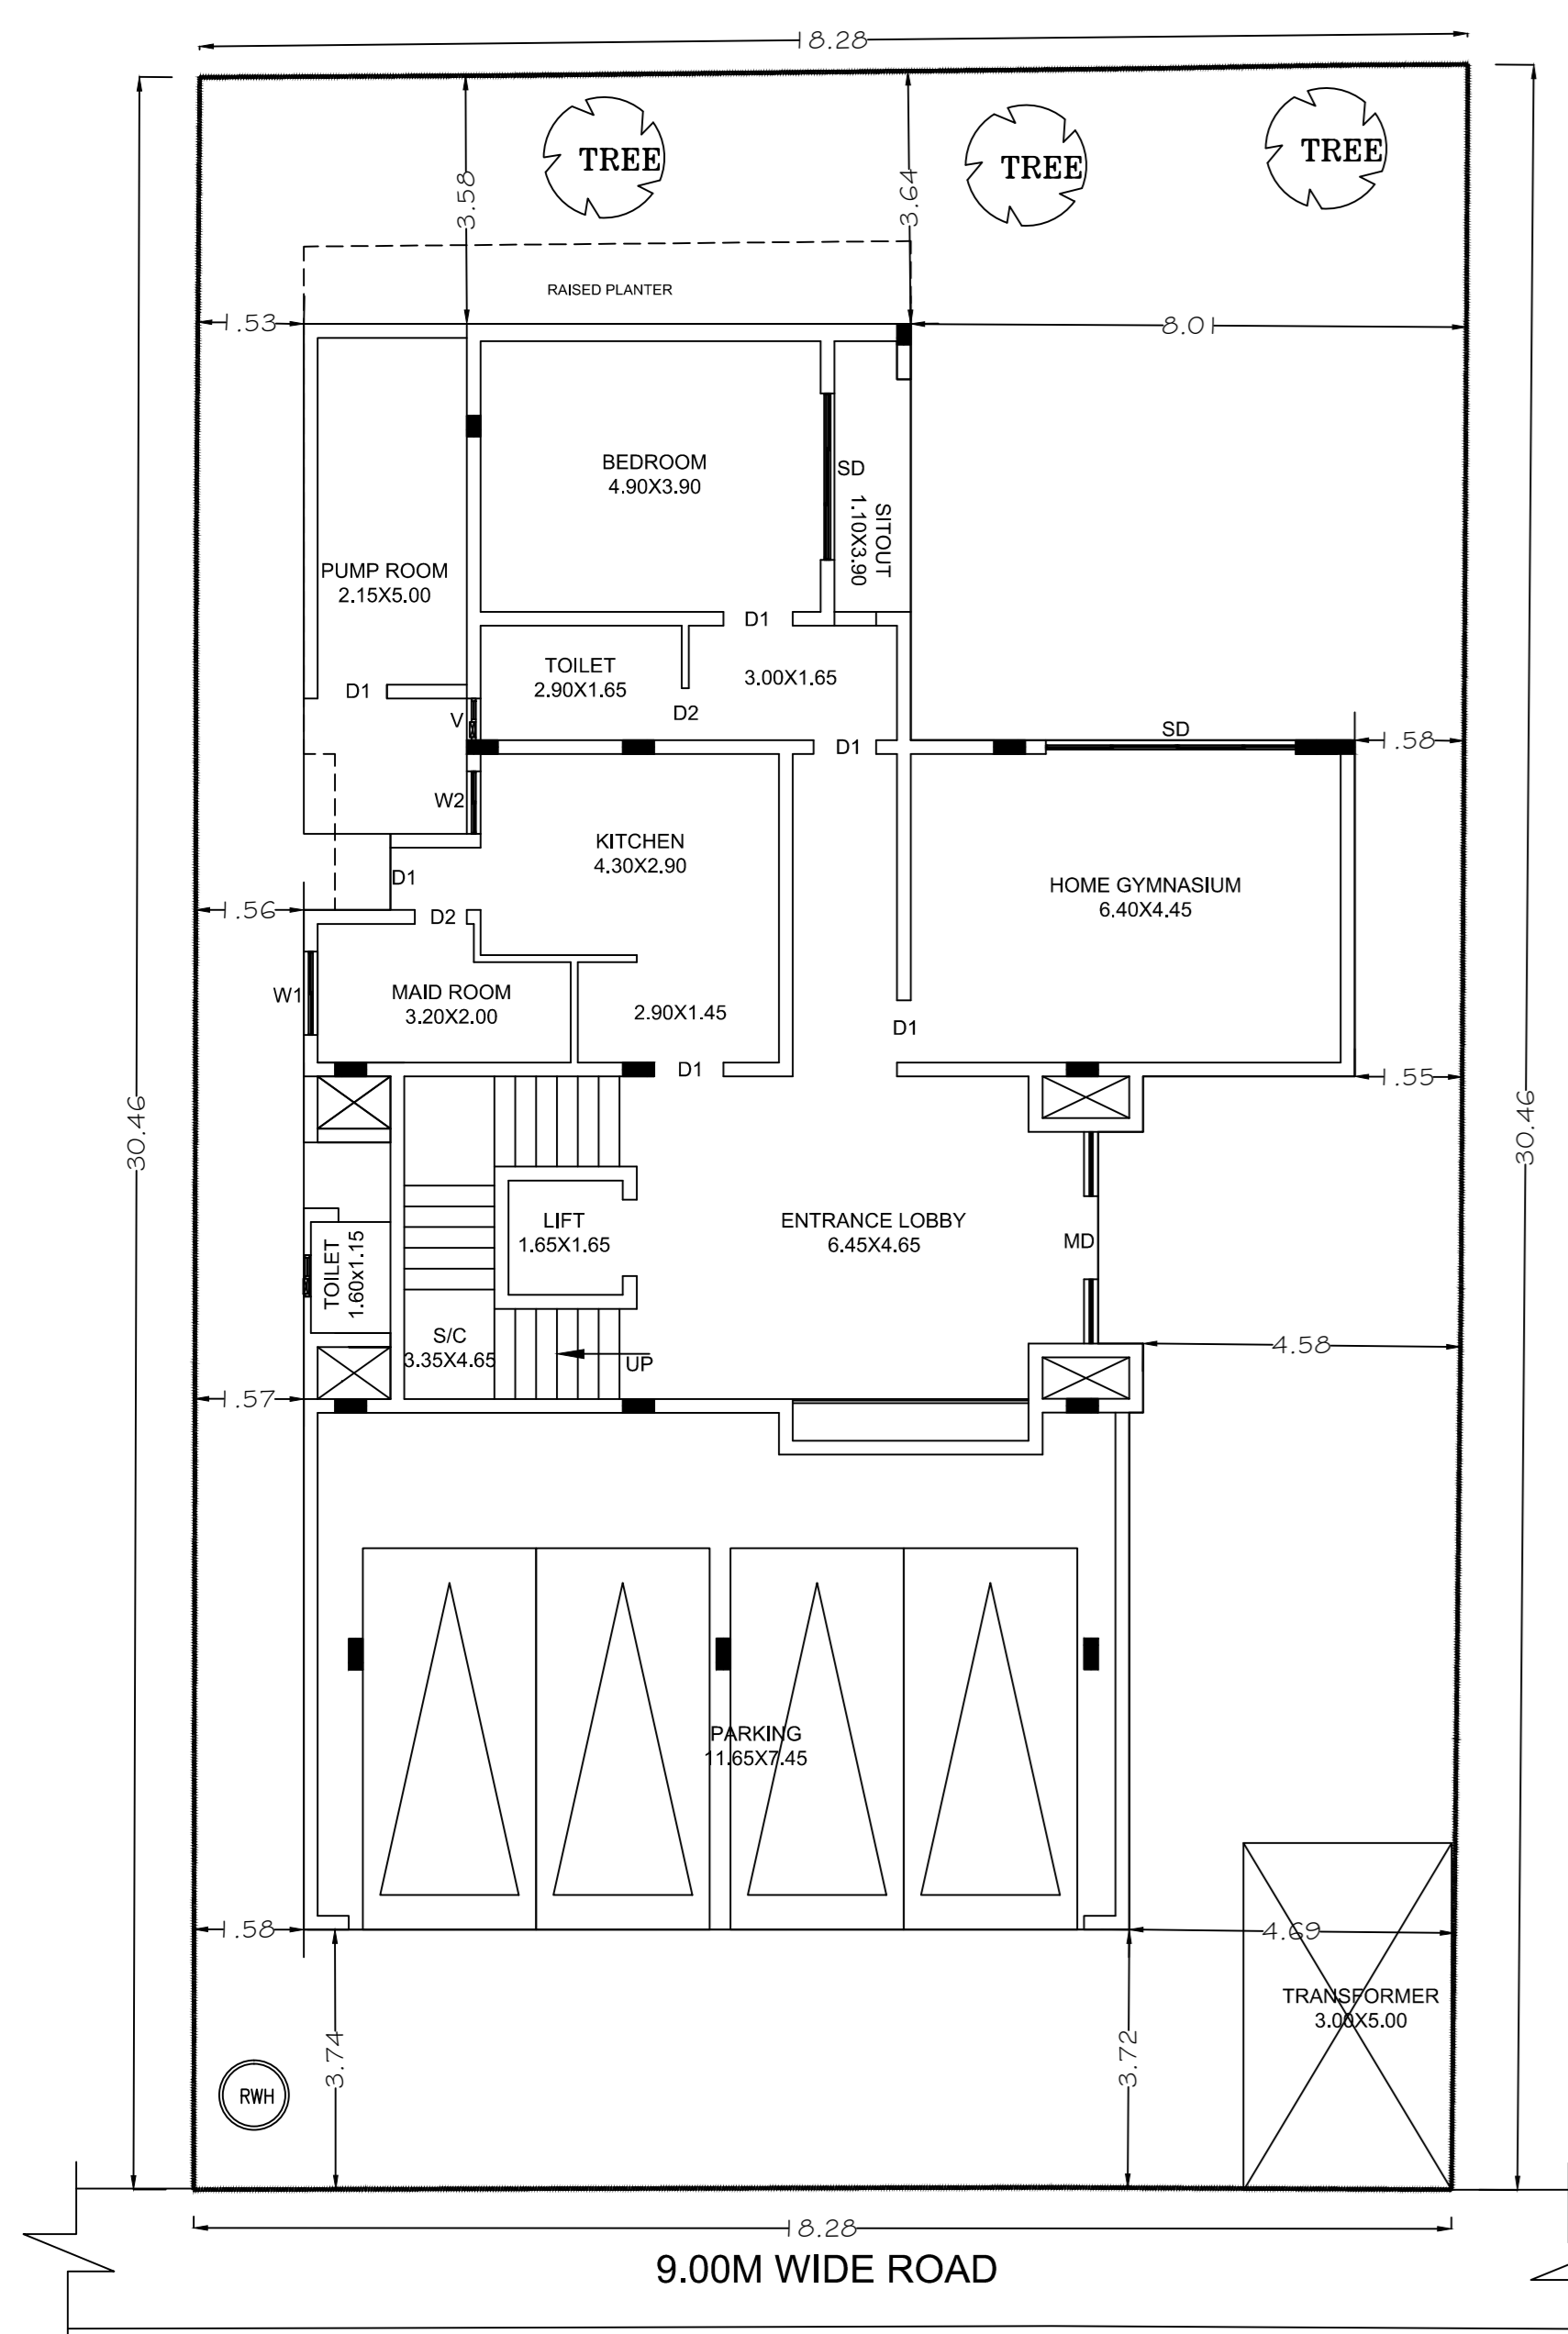 18.28
TREE
TREE
TREE
3.58
3.64
RAISED PLANTER
1.53
8.01
BEDROOM
4.90X3.90
SD
SITOUT
1.10X3.90
PUMP ROOM
2.15X5.00
D1
TOILET
2.90X1.65
3.00X1.65
D1
D2
V
SD
D1
1.58
W2
KITCHEN
4.30X2.90
D1
HOME GYMNASIUM
6.40X4.45
1.56
D2
W1
MAID ROOM
3.20X2.00
2.90X1.45
D1
D1
1.55
30.46
30.46
LIFT
1.65X1.65
ENTRANCE LOBBY
6.45X4.65
MD
TOILET
1.60x1.15
S/C
3.35X4.65
UP
4.58
1.57
PARKING
11.65X7.45
1.58
4.69
TRANSFORMER
3.00X5.00
3.74
3.72
RWH
18.28
9.00M WIDE ROAD